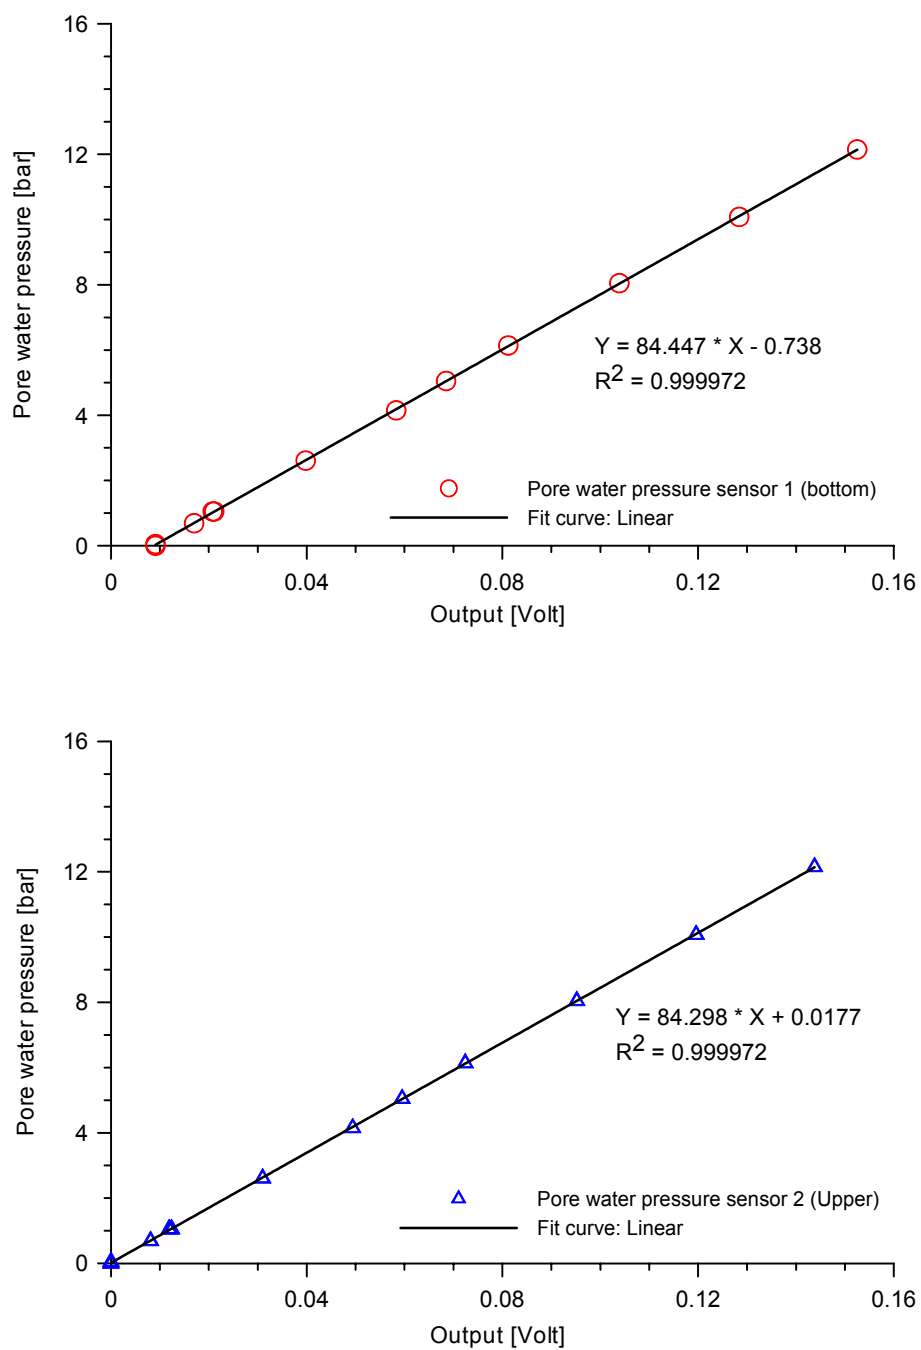 16
12
8
4
0
Pore water pressure [bar]
Y = 84.447 * X - 0.738
R2 = 0.999972
Pore water pressure sensor 1 (bottom)
Fit curve: Linear
0 0.04 0.08 0.12 0.16
Output [Volt]
16
12
8
4
0
Pore water pressure [bar]
Y = 84.298 * X + 0.0177
R2 = 0.999972
Pore water pressure sensor 2 (Upper)
Fit curve: Linear
0 0.04 0.08 0.12 0.16
Output [Volt]